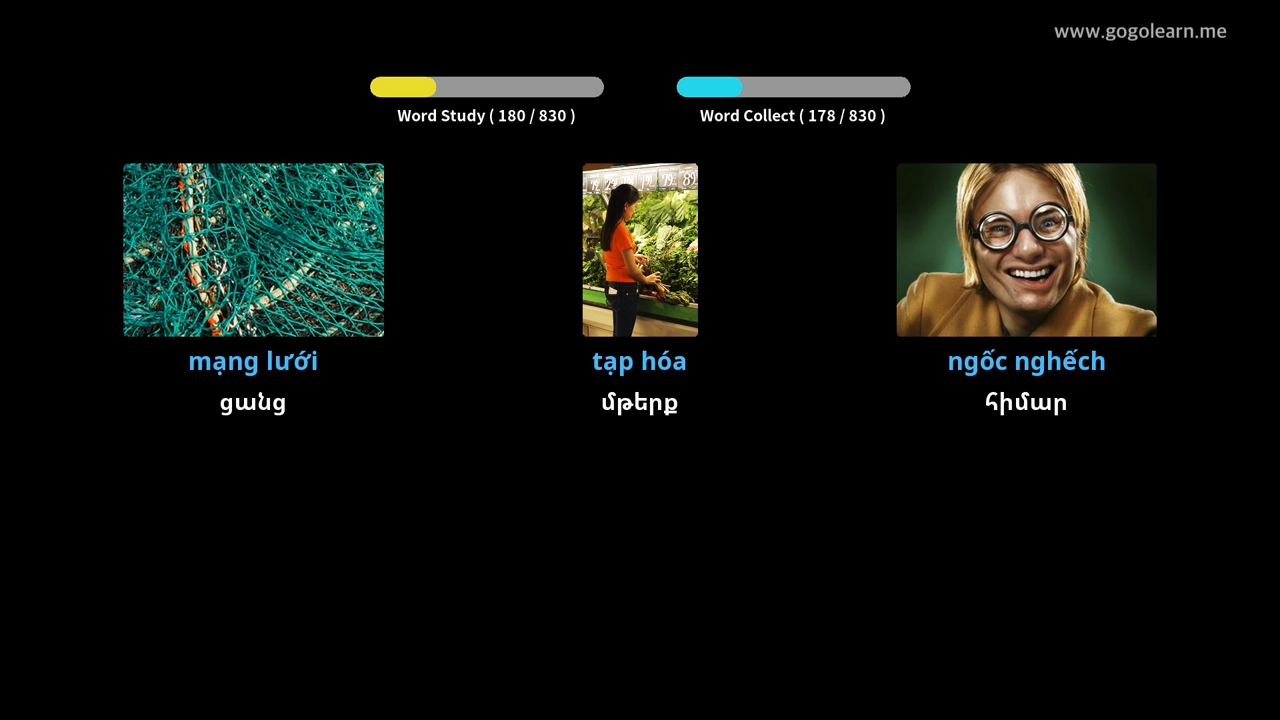 www.gogolearn.me
Word Study ( 180 / 830 )
Word Collect ( 178 / 830 )
mạng lưới
ցանց
tạp hóa
մթերք
ngốc nghếch
հիմար